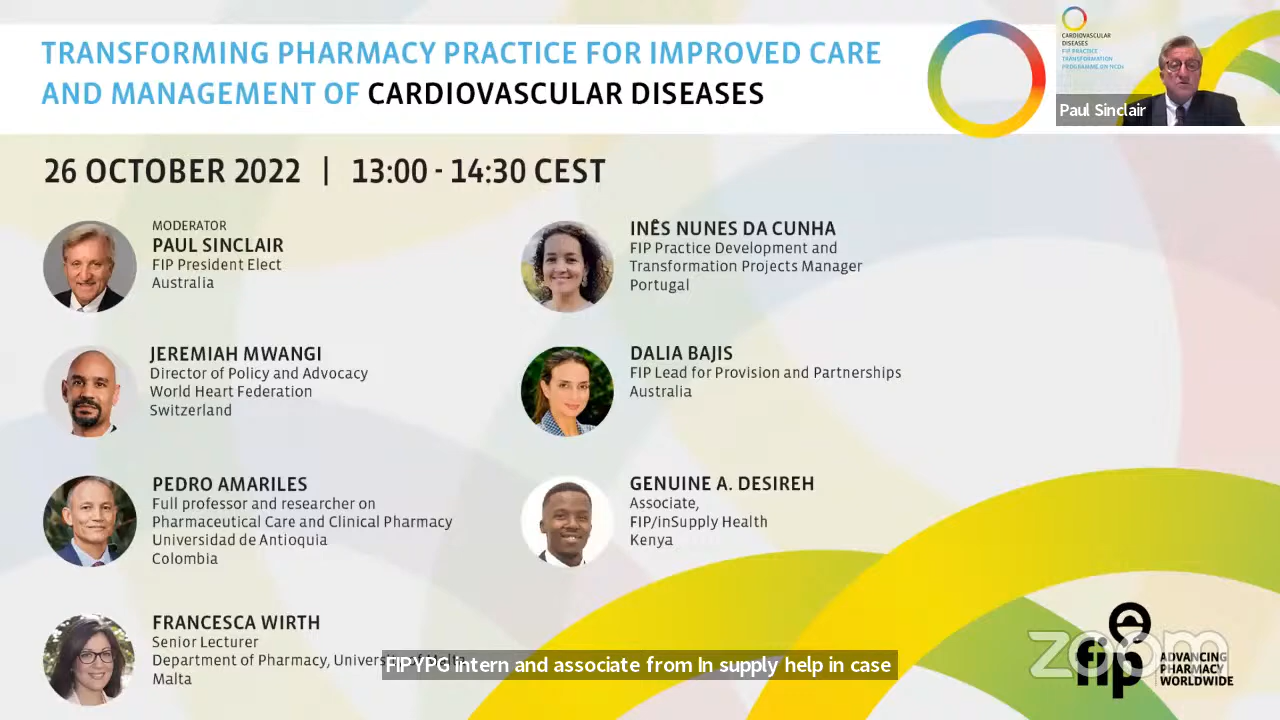 TRANSFORMING PHARMACY PRACTICE FOR IMPROVED CARE
AND MANAGEMENT OF CARDIOVASCULAR DISEASES
CARDIOVASCULAR
DISEASES
FIP PRACTICE
TRANSFORMATION
PROGRAMME ON NCDs
Paul Sinclair
26 OCTOBER 2022 | 13:00 - 14:30 CEST
MODERATOR
PAUL SINCLAIR
FIP President Elect
Australia
INÊS NUNES DA CUNHA
FIP Practice Development and
Transformation Projects Manager
Portugal
JEREMIAH MWANGI
Director of Policy and Advocacy
World Heart Federation
Switzerland
DALIA BAJIS
FIP Lead for Provision and Partnerships
Australia
PEDRO AMARILES
Full professor and researcher on
Pharmaceutical Care and Clinical Pharmacy
Universidad de Antioquia
Colombia
GENUINE A. DESIREH
Associate,
FIP/inSupply Health
Kenya
FRANCESCA WIRTH
Senior Lecturer
Department of Pharmacy, University of Malta
Malta
FIP YPG intern and associate from In supply help in case
zoom
fip
ADVANCING
PHARMACY
WORLDWIDE